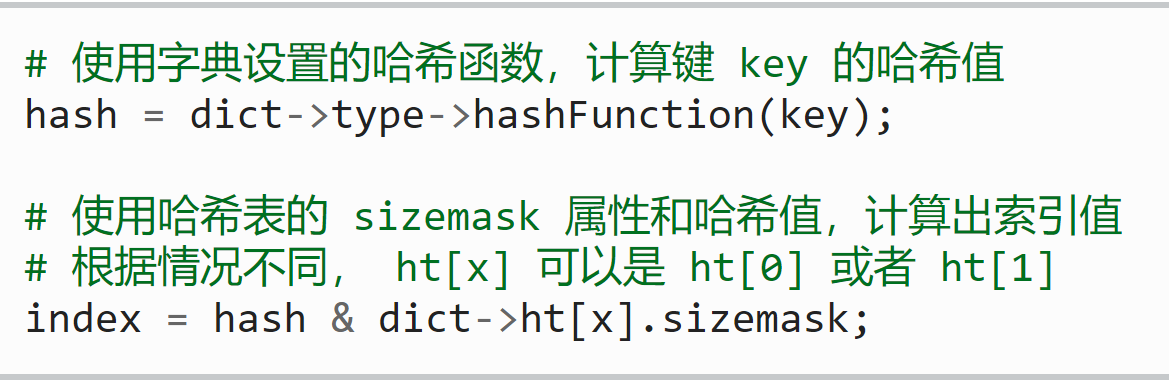 # 使用字典设置的哈希函数，计算键 key 的哈希值
hash = dict->type->hashFunction(key);
# 使用哈希表的 sizemask 属性和哈希值，计算出索引值
# 根据情况不同， ht[x] 可以是 ht[0] 或者 ht[1]
index = hash & dict->ht[x].sizemask;